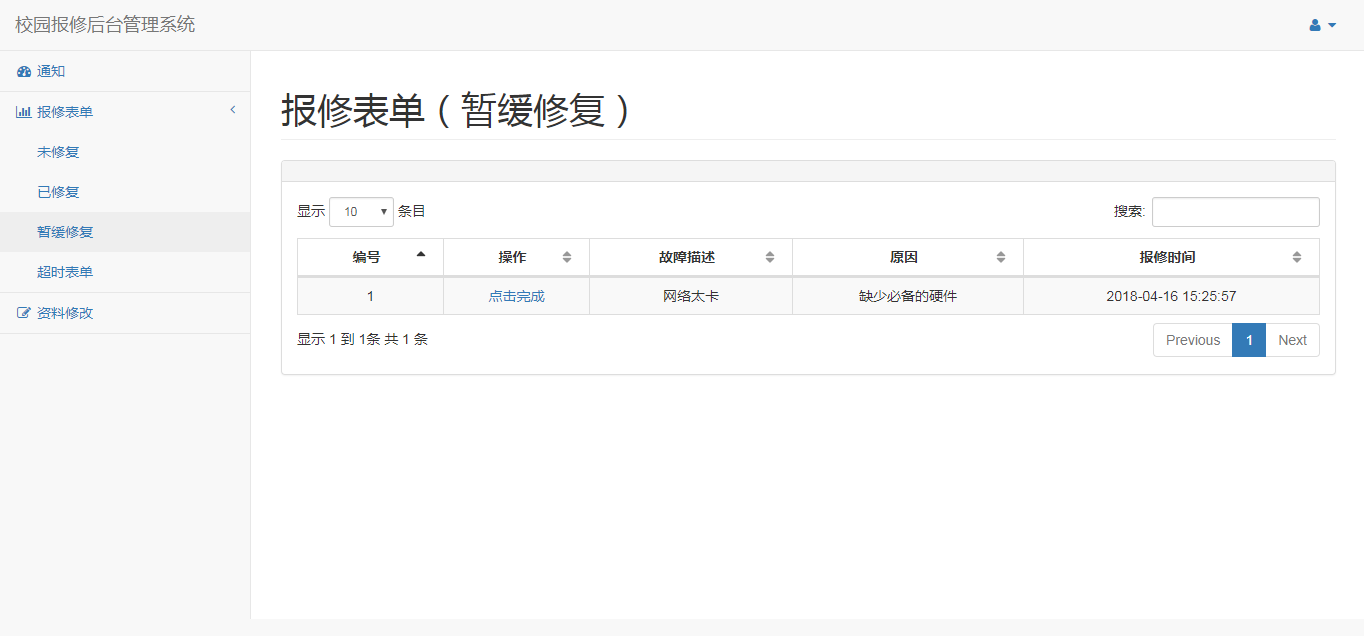 校园报修后台管理系统
通知
报修表单
未修复
已修复
暂缓修复
超时表单
资料修改
报修表单（暂缓修复）
显示 10 条目 搜索:
编号 操作 故障描述 原因 报修时间
1 点击完成 网络太卡 缺少必备的硬件 2018-04-16 15:25:57
显示 1 到 1条 共 1 条 Previous 1 Next